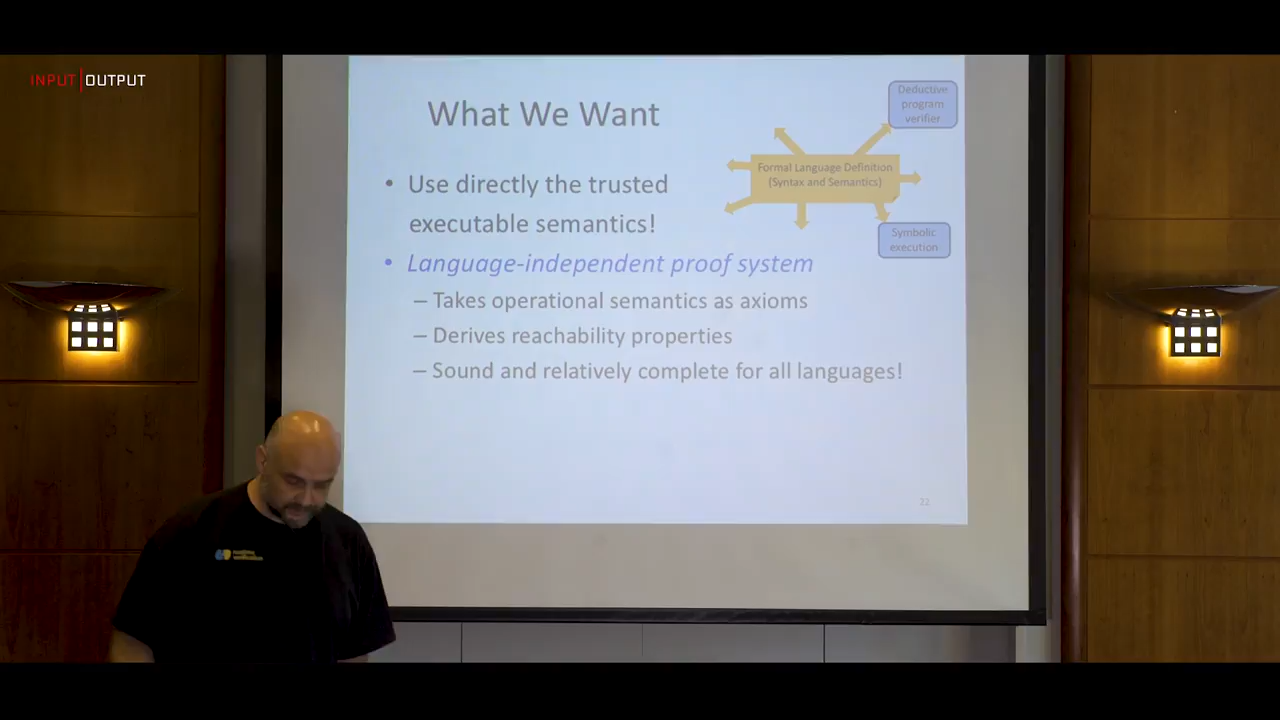 INPUT|OUTPUT
What We Want
Deductive
program
verifier
Formal Language Definition
(Syntax and Semantics)
Symbolic
execution
• Use directly the trusted
executable semantics!
• Language-independent proof system
– Takes operational semantics as axioms
– Derives reachability properties
– Sound and relatively complete for all languages!
22